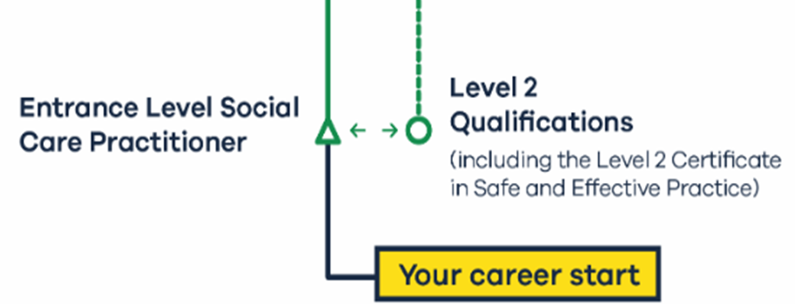 Entrance Level Social
Care Practitioner
Level 2
Qualifications
(including the Level 2 Certificate
in Safe and Effective Practice)
Your career start